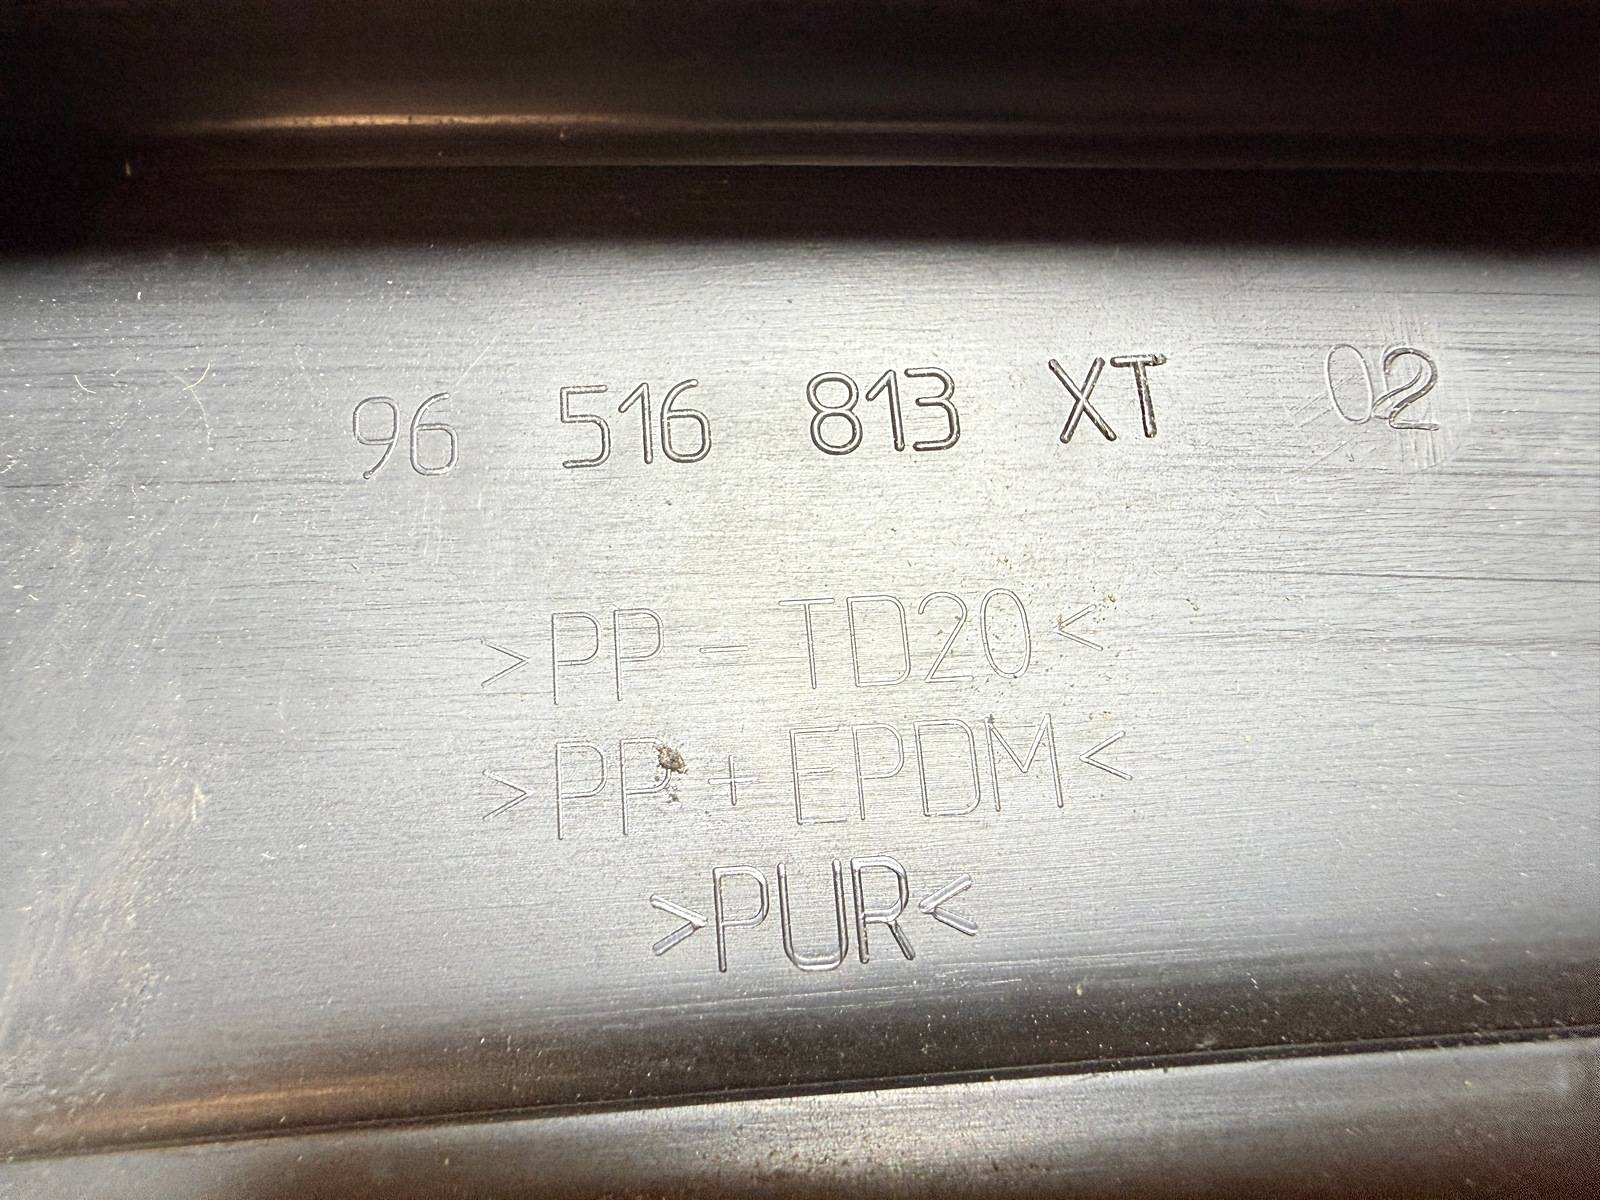 96 516 813 XT 02
>PP-TD20<
>PP+EPDM<
>PUR<